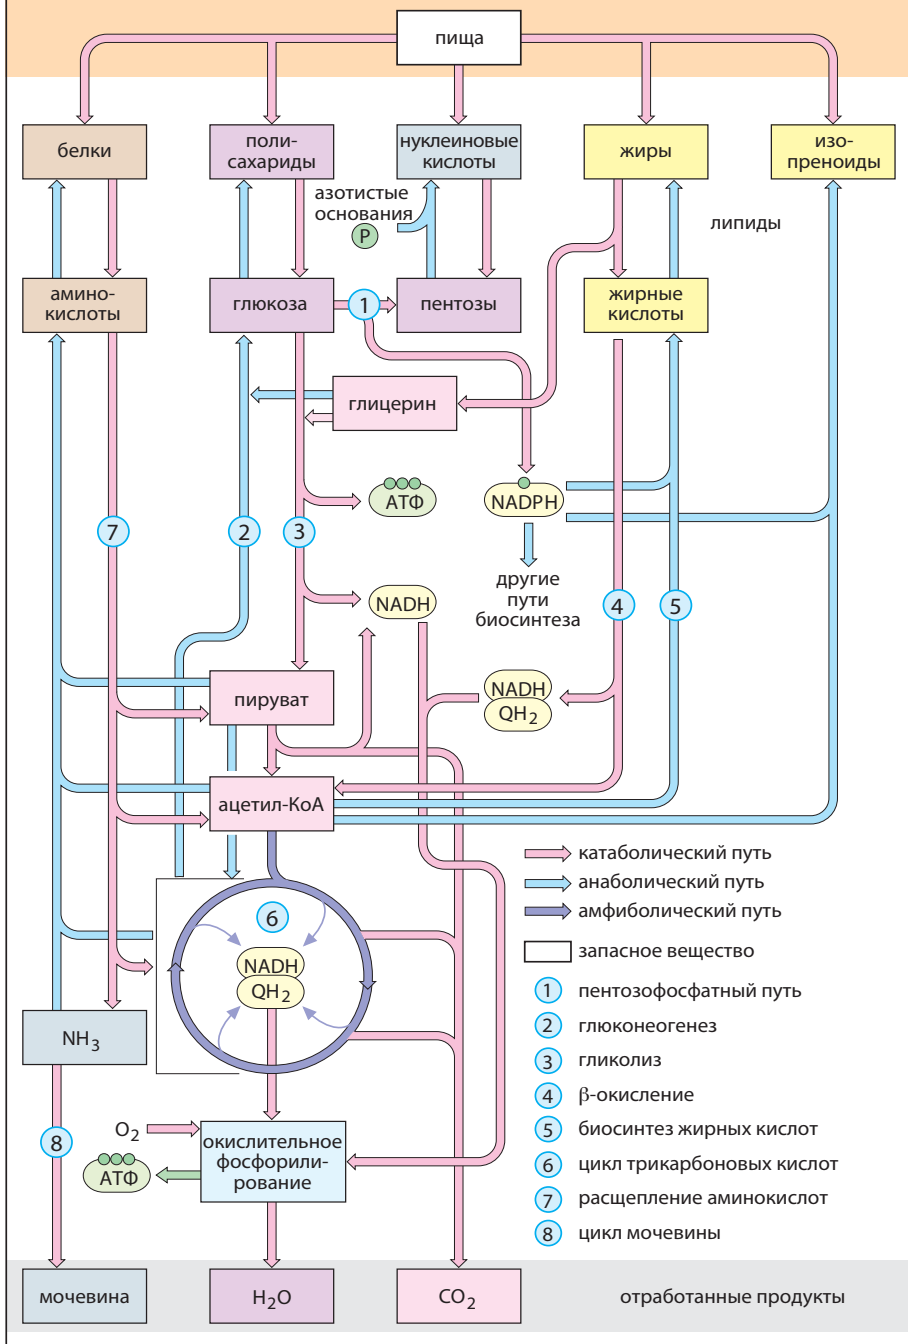 пища
белки
поли-
сахариды
нуклеиновые
кислоты
жиры
изо-
преноиды
азотистые
основания
P
липиды
амино-
кислоты
глюкоза
1
пентозы
жирные
кислоты
глицерин
АТФ
NADPH
7
2
3
другие
пути
биосинтеза
NADH
4
5
пируват
NADH
QH2
ацетил-КоА
катаболический путь
анаболический путь
амфиболический путь
запасное вещество
6
NADH
QH2
1 пентозофосфатный путь
2 глюконеогенез
3 гликолиз
4 β-окисление
5 биосинтез жирных кислот
6 цикл трикарбоновых кислот
7 расщепление аминокислот
8 цикл мочевины
NH3
O2
8
окислительное
фосфорили-
рование
АТФ
мочевина
H2O
CO2
отработанные продукты